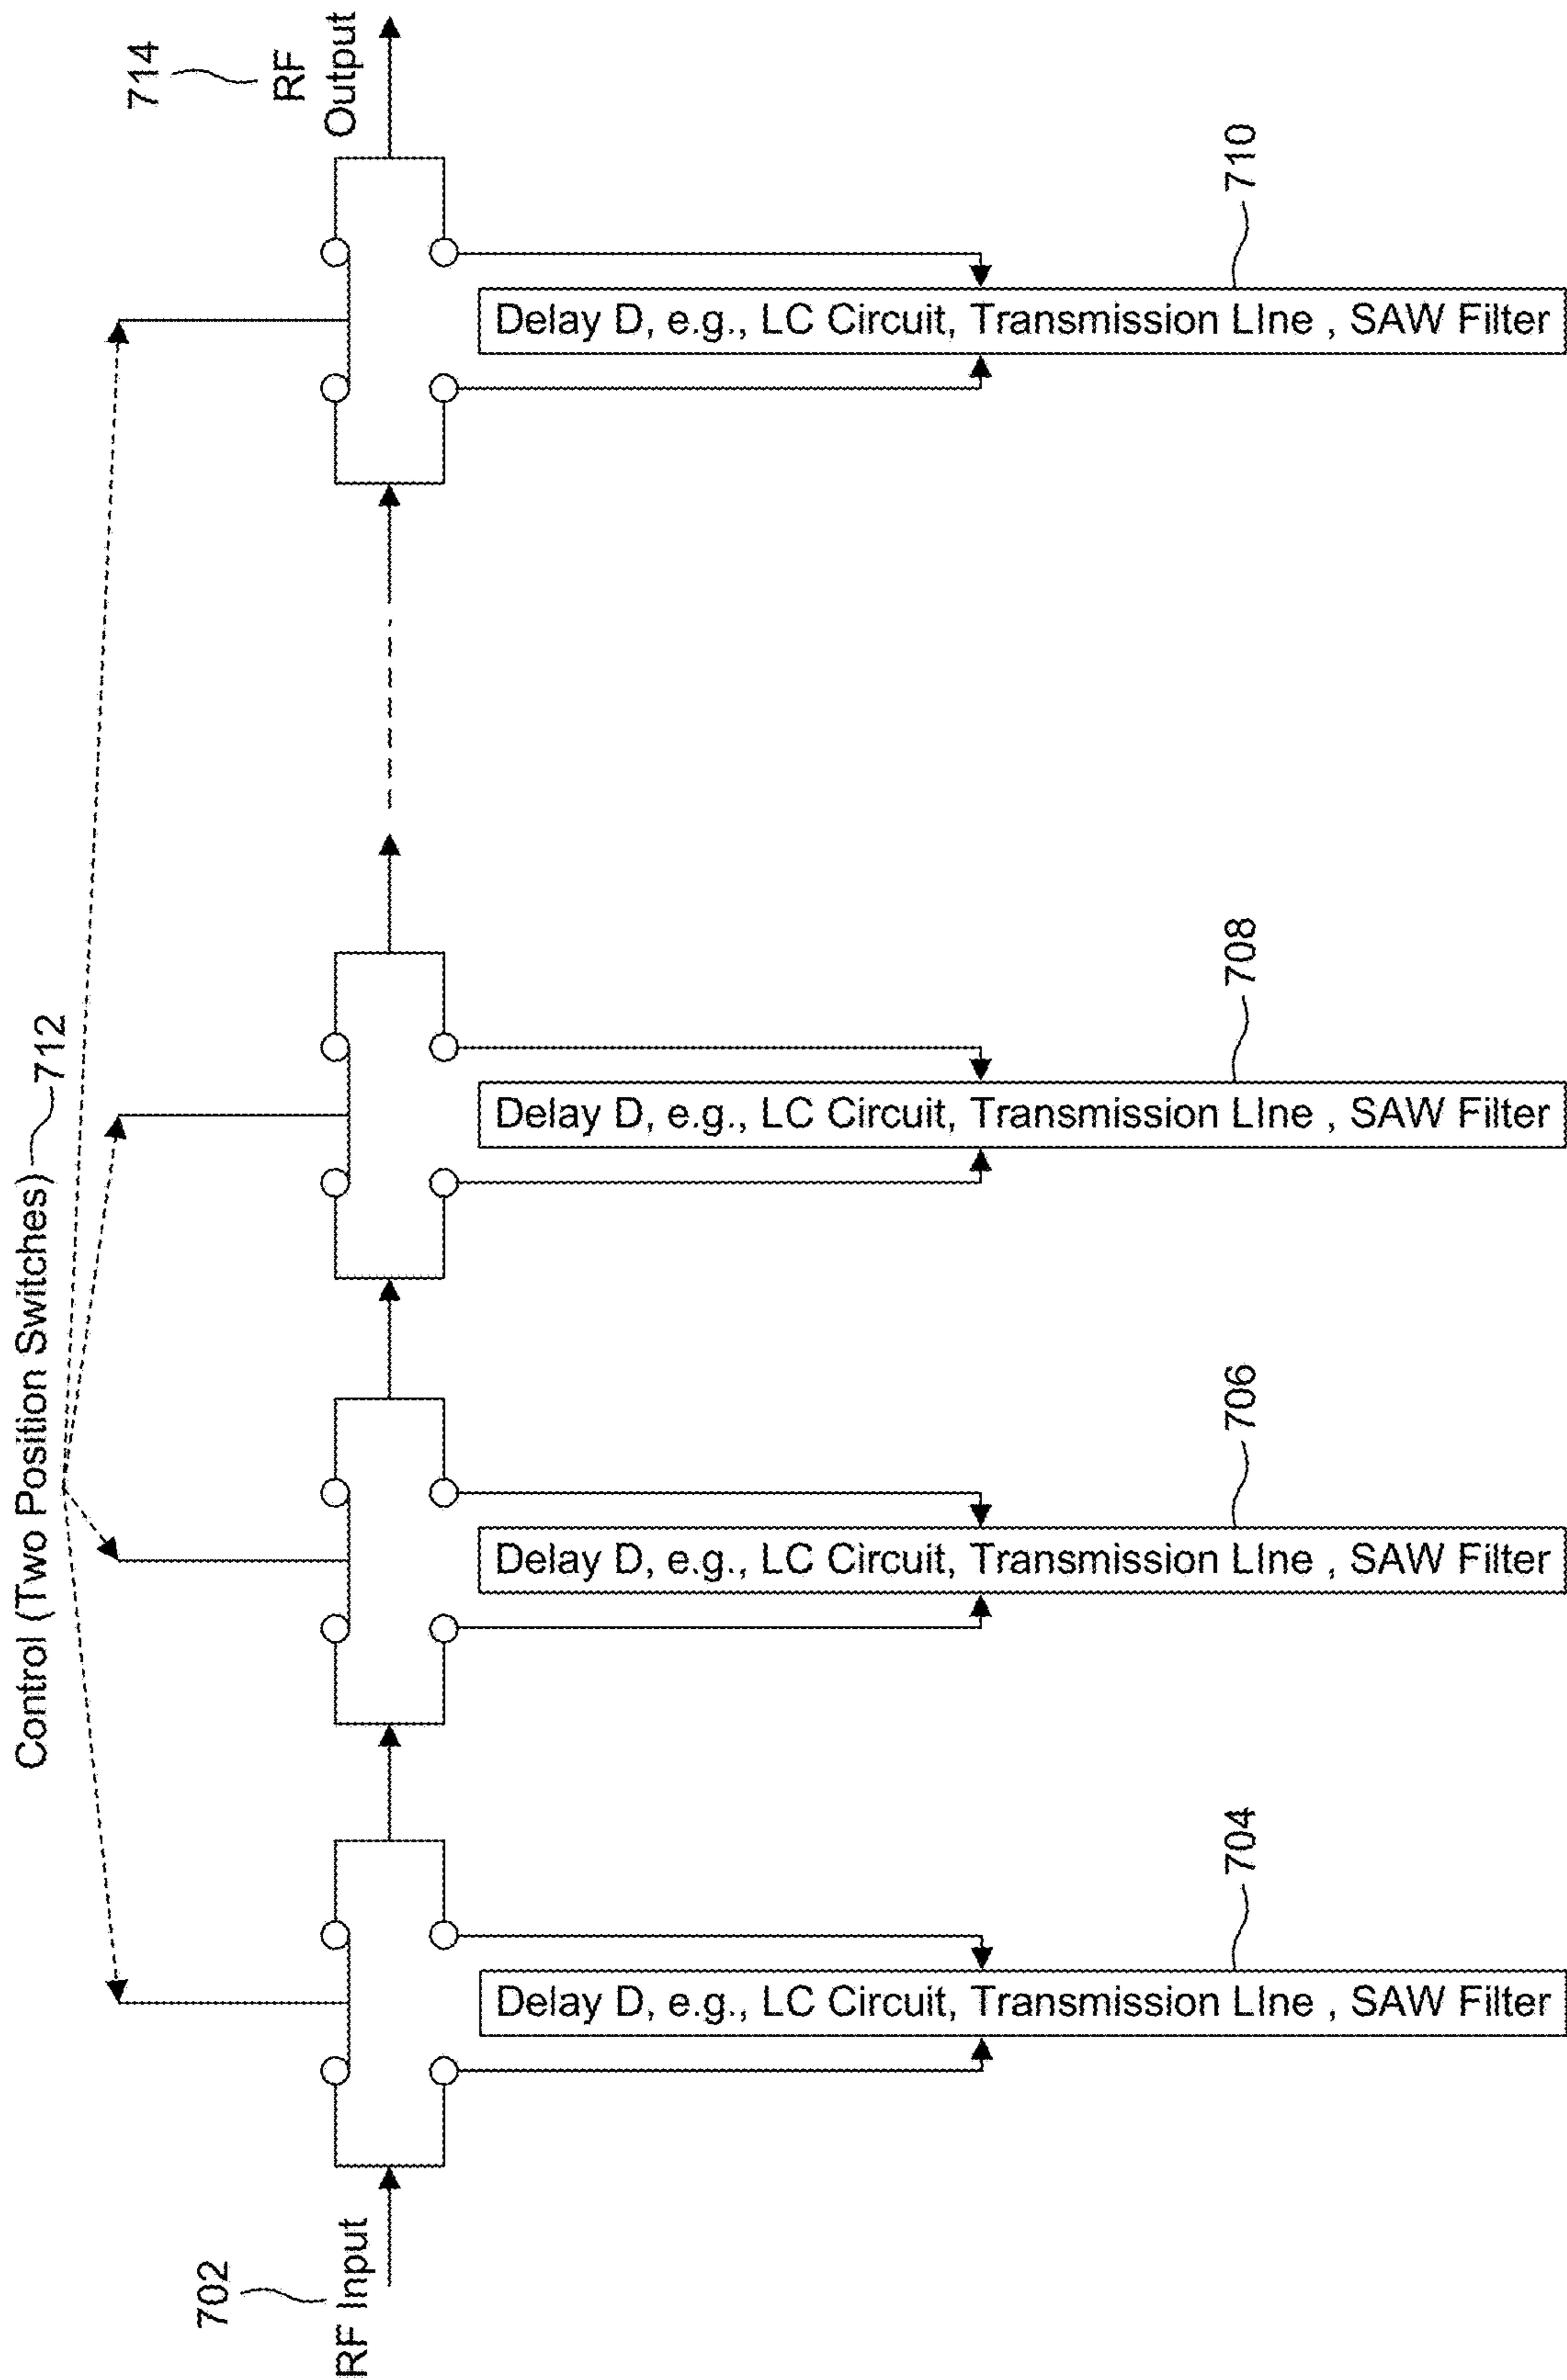 Control (Two Position Switches) 712
702
RF Input
714
RF
Output
Delay D, e.g., LC Circuit, Transmission LIne , SAW Filter
704
Delay D, e.g., LC Circuit, Transmission LIne , SAW Filter
706
Delay D, e.g., LC Circuit, Transmission LIne , SAW Filter
708
Delay D, e.g., LC Circuit, Transmission LIne , SAW Filter
710